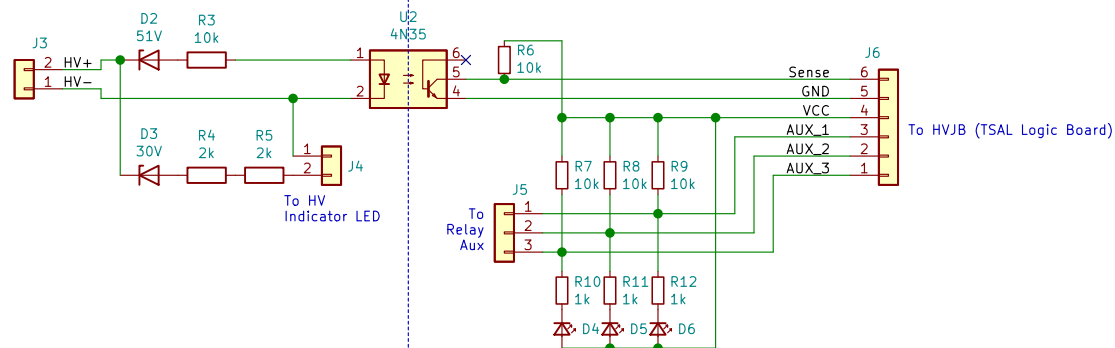 J3
2 HV+
1 HV-
D2
51V
R3
10k
U2
4N35
1
2
6
5
4
R6
10k
D3
30V
R4
2k
R5
2k
1
2
J4
To HV
Indicator LED
J6
Sense 6
GND 5
VCC 4
AUX_1 3
AUX_2 2
AUX_3 1
To HVJB (TSAL Logic Board)
R7
10k
R8
10k
R9
10k
J5
To
Relay
Aux
1
2
3
R10
1k
R11
1k
R12
1k
D4
D5
D6